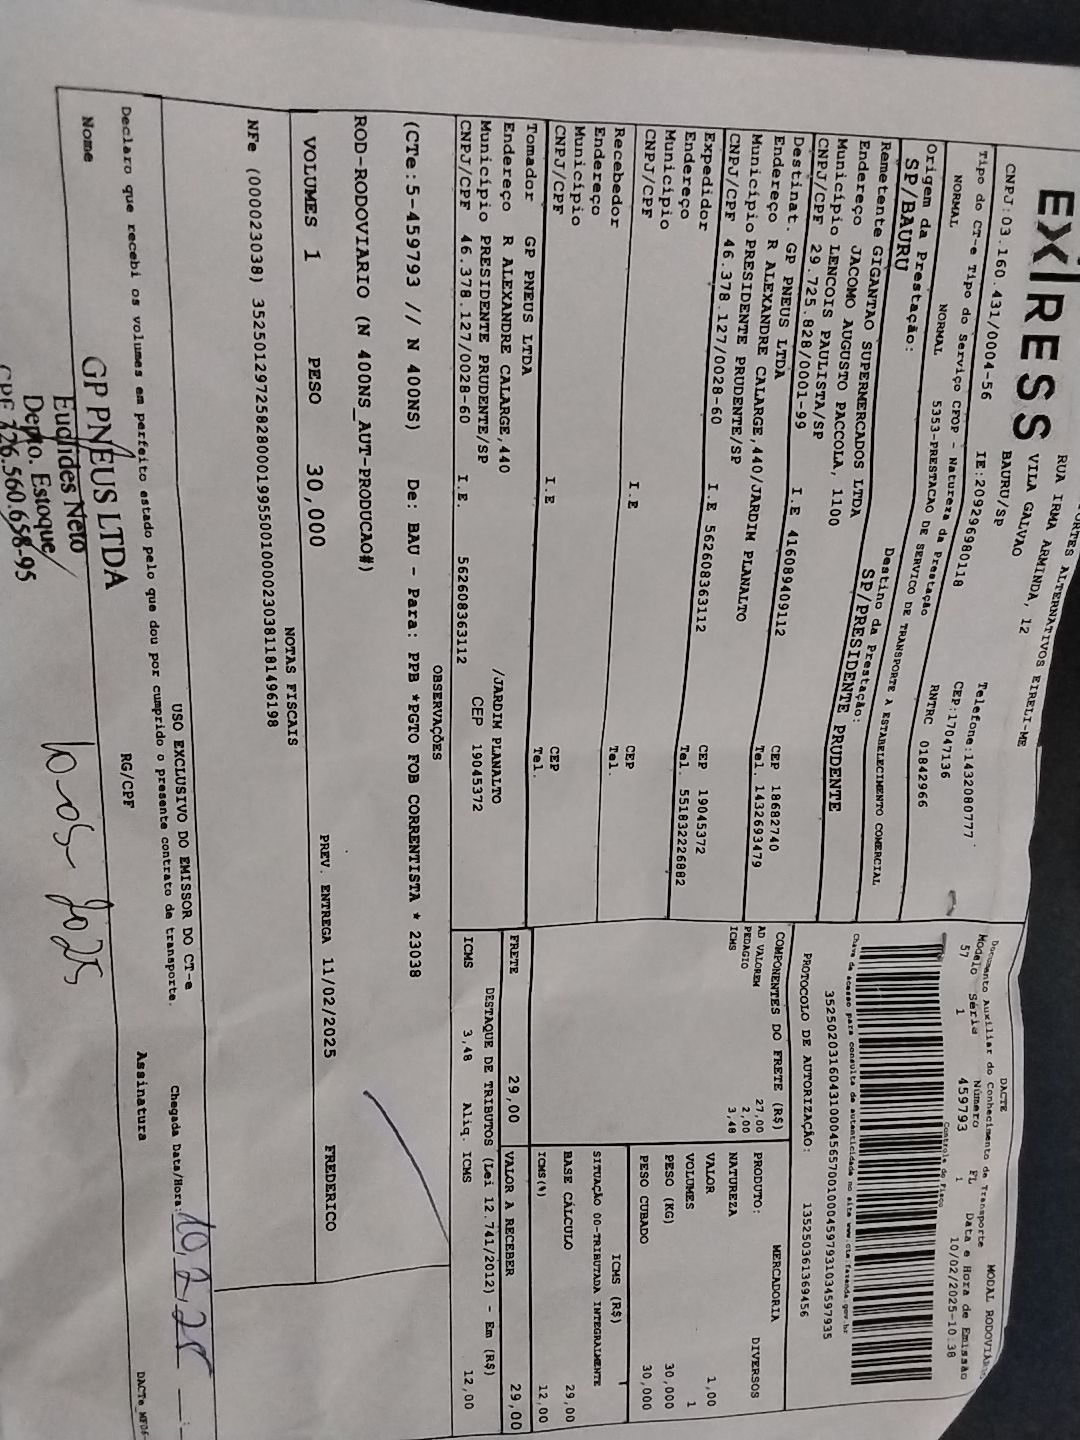 EXPRESS
RUA IRMA ARMINDA, 12
VILA GALVAO
BAURU/SP
CNPJ:03.160.431/0004-56 IE:209296980118
Telefone:1432080777
CEP:17047136
Tipo do CT-e Tipo do Serviço CFOP - Natureza da Prestação RNTRC 01842966
NORMAL NORMAL 5353-PRESTACAO DE SERVICO DE TRANSPORTE A ESTABELECIMENTO COMERCIAL
Origem da Prestação: Destino da Prestação:
SP/BAURU SP/PRESIDENTE PRUDENTE
Remetente GIGANTAO SUPERMERCADOS LTDA
Endereço JACOMO AUGUSTO PACCOLA, 1100
Município LENCOIS PAULISTA/SP CEP 18682740
CNPJ/CPF 29.725.828/0001-99 I.E 416089409112 Tel. 1432693479
Destinat. GP PNEUS LTDA
Endereço R ALEXANDRE CALARGE,440/JARDIM PLANALTO
Município PRESIDENTE PRUDENTE/SP CEP 19045372
CNPJ/CPF 46.378.127/0028-60 I.E 562608363112 Tel. 551832226882
Expedidor
Endereço
Município CEP
CNPJ/CPF I.E Tel.
Recebedor
Endereço
Município CEP
CNPJ/CPF I.E Tel.
Tomador GP PNEUS LTDA
Endereço R ALEXANDRE CALARGE,440 /JARDIM PLANALTO
Município PRESIDENTE PRUDENTE/SP CEP 19045372
CNPJ/CPF 46.378.127/0028-60 I.E. 562608363112
DACTE MODAL RODOVIÁRIO
Documento Auxiliar do Conhecimento de Transporte
Modelo Série Número FL Data e Hora de Emissão
57 1 459793 1 10/02/2025-10:38
Controle do Fisco
Chave de acesso para consulta de autenticidade no site www.cte.fazenda.gov.br
35250203160431000456570010004597931034597935
PROTOCOLO DE AUTORIZAÇÃO: 135250361369456
COMPONENTES DO FRETE (R$)
AD VALOREM 27,00
PEDAGIO 2,00
ICMS 3,48
PRODUTO: MERCADORIA
NATUREZA DIVERSOS
VALOR 1,00
VOLUMES 1
PESO (KG) 30,000
PESO CUBADO 30,000
ICMS (R$)
SITUAÇÃO 00-TRIBUTADA INTEGRALMENTE
BASE CÁLCULO 29,00
ICMS(%) 12,00
FRETE 29,00 VALOR A RECEBER 29,00
DESTAQUE DE TRIBUTOS (Lei 12.741/2012) - Em (R$)
ICMS 3,48 Aliq. ICMS 12,00
OBSERVAÇÕES
(CTe:5-459793 // N 400NS) De: BAU - Para: PPB *PGTO FOB CORRENTISTA * 23038
ROD-RODOVIARIO (N 400NS_AUT-PRODUCAO#)
VOLUMES 1 PESO 30,000 PREV. ENTREGA 11/02/2025 FREDERICO
NOTAS FISCAIS
NFe (000023038) 35250129725828000199550010000230381181496198
USO EXCLUSIVO DO EMISSOR DO CT-e
Declaro que recebi os volumes em perfeito estado pelo que dou por cumprido o presente contrato de transporte. Chegada Data/Hora: 10/2/25
Nome RG/CPF Assinatura
GP PNEUS LTDA
Euclides Neto
Depto. Estoque
CPF 326.560.658-95
2025